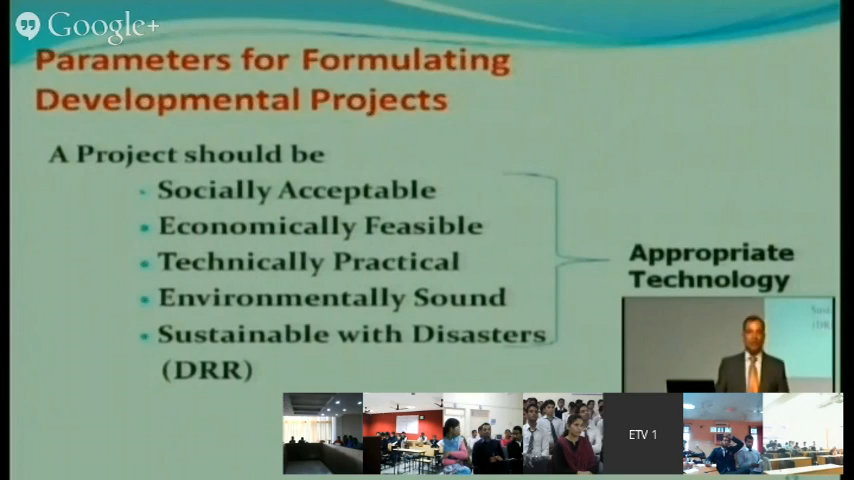 Google+
Parameters for Formulating
Developmental Projects
A Project should be
• Socially Acceptable
• Economically Feasible
• Technically Practical
• Environmentally Sound
• Sustainable with Disasters
(DRR)
Appropriate
Technology
ETV 1